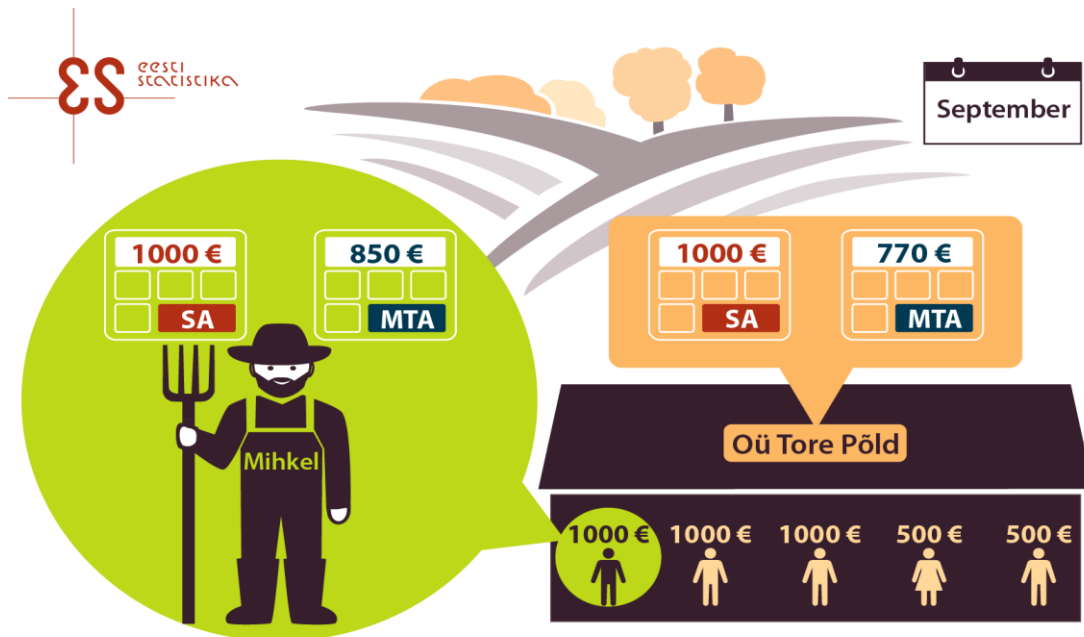 eesti
statistika
September
1000 €
SA
850 €
MTA
1000 €
SA
770 €
MTA
Mihkel
Oü Tore Põld
1000 €
1000 €
1000 €
500 €
500 €